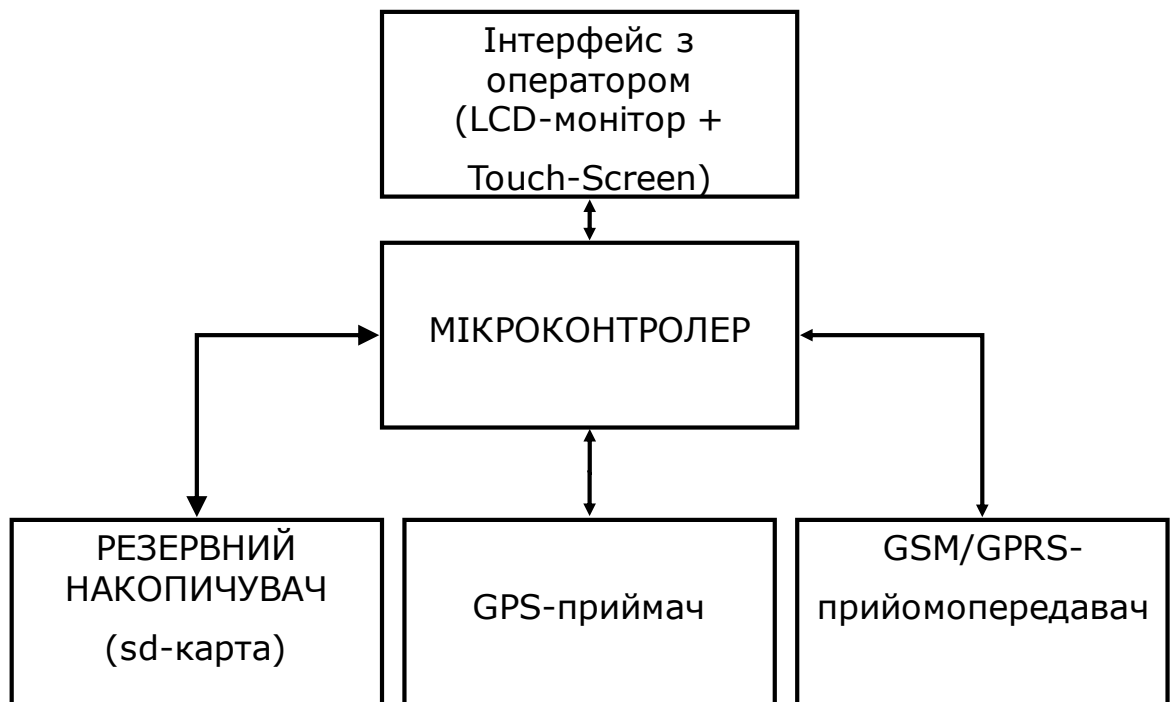 Інтерфейс з
оператором
(LCD-монітор +
Touch-Screen)
МІКРОКОНТРОЛЕР
РЕЗЕРВНИЙ
НАКОПИЧУВАЧ
(sd-карта)
GPS-приймач
GSM/GPRS-
прийомопередавач